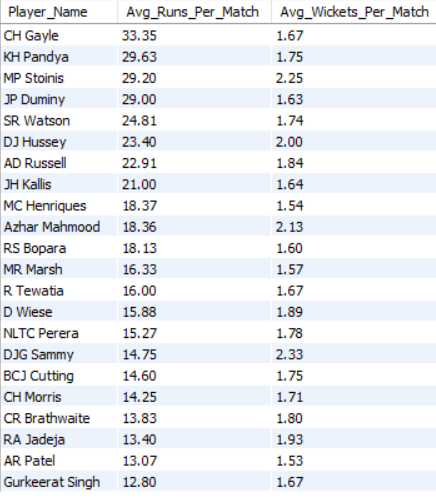 Player_Name Avg_Runs_Per_Match Avg_Wickets_Per_Match
CH Gayle 33.35 1.67
KH Pandya 29.63 1.75
MP Stoinis 29.20 2.25
JP Duminy 29.00 1.63
SR Watson 24.81 1.74
DJ Hussey 23.40 2.00
AD Russell 22.91 1.84
JH Kallis 21.00 1.64
MC Henriques 18.37 1.54
Azhar Mahmood 18.36 2.13
RS Bopara 18.13 1.60
MR Marsh 16.33 1.57
R Tewatia 16.00 1.67
D Wiese 15.88 1.89
NLTC Perera 15.27 1.78
DJG Sammy 14.75 2.33
BCJ Cutting 14.60 1.75
CH Morris 14.25 1.71
CR Brathwaite 13.83 1.80
RA Jadeja 13.40 1.93
AR Patel 13.07 1.53
Gurkeerat Singh 12.80 1.67